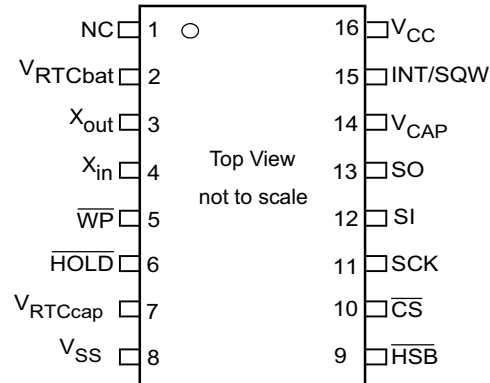 NC 1 16 VCC
VRTCbat 2 15 INT/SQW
Xout 3 14 VCAP
Xin 4 Top View 13 SO
not to scale
WP 5 12 SI
HOLD 6 11 SCK
VRTCcap 7 10 CS
VSS 8 9 HSB